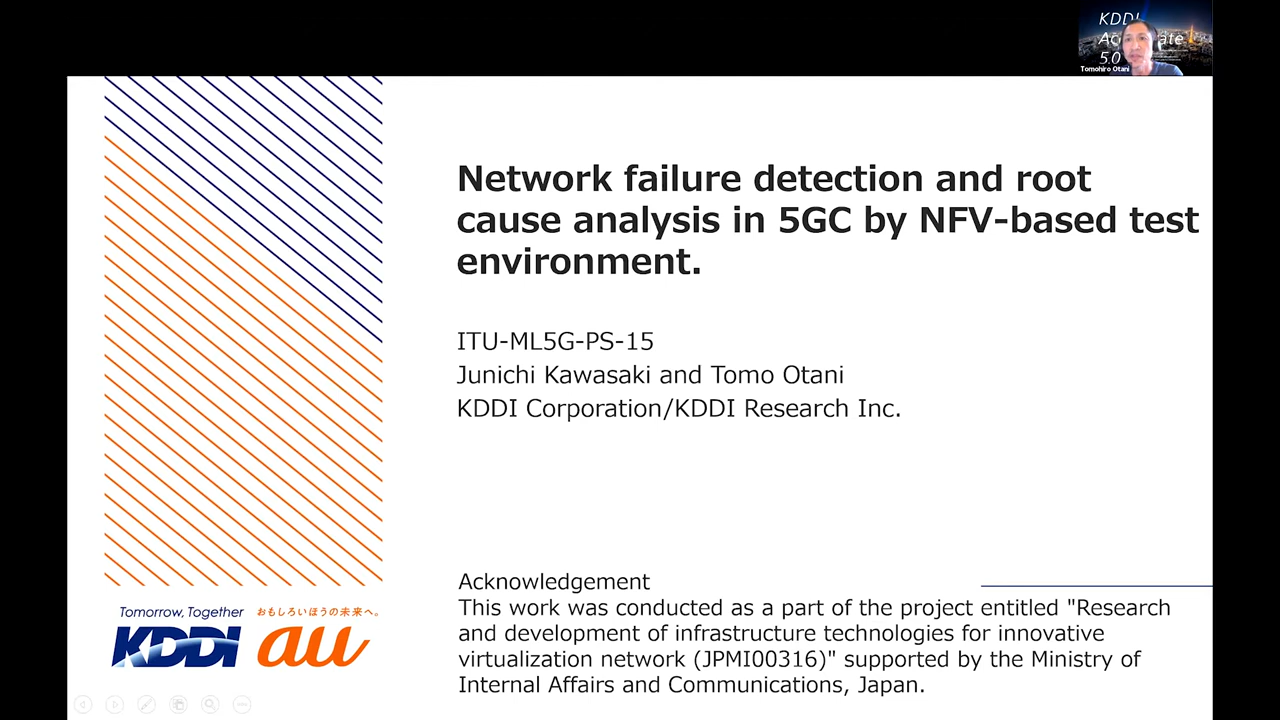 KDDI
Accelerate
5.0
Tomohiro Otani
Network failure detection and root
cause analysis in 5GC by NFV-based test
environment.
ITU-ML5G-PS-15
Junichi Kawasaki and Tomo Otani
KDDI Corporation/KDDI Research Inc.
Acknowledgement
This work was conducted as a part of the project entitled "Research
and development of infrastructure technologies for innovative
virtualization network (JPMI00316)" supported by the Ministry of
Internal Affairs and Communications, Japan.
Tomorrow, Together おもしろいほうの未来へ。
KDDI au